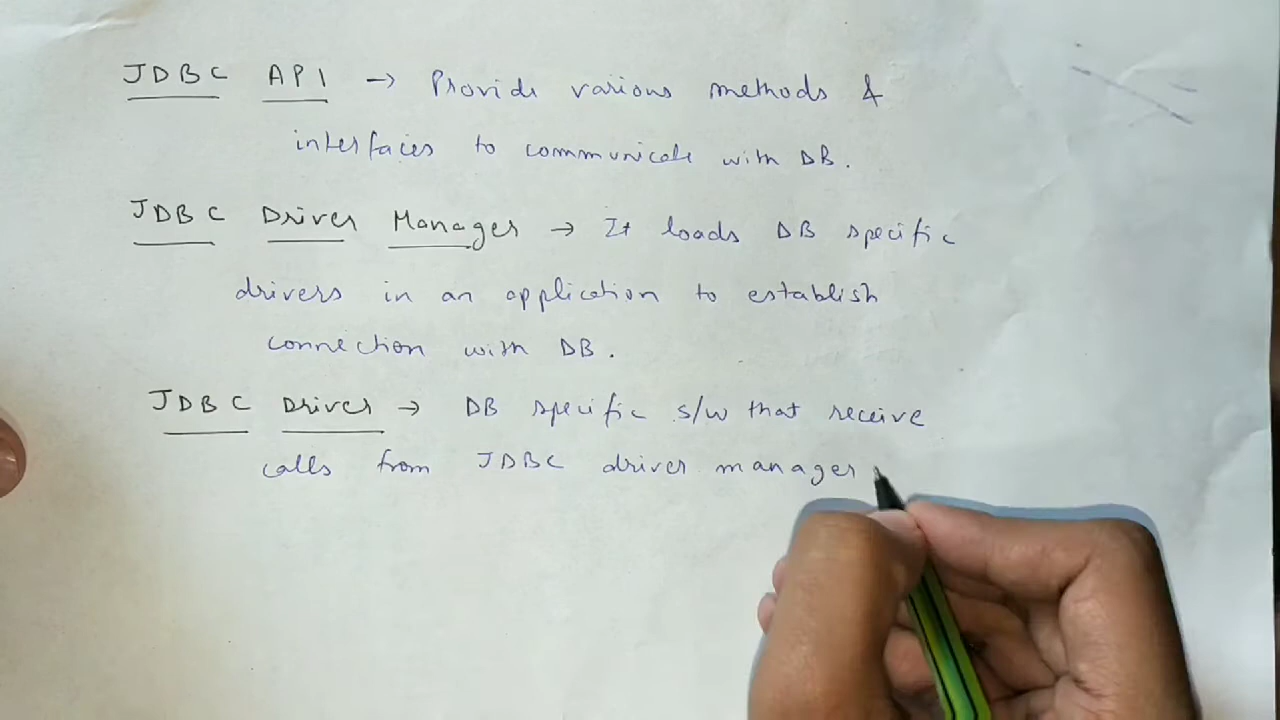 JDBC API → Provide various methods &
interfaces to communicate with DB.
JDBC Driver Manager → It loads DB specific
drivers in an application to establish
connection with DB.
JDBC Driver → DB specific s/w that receive
calls from JDBC driver manager